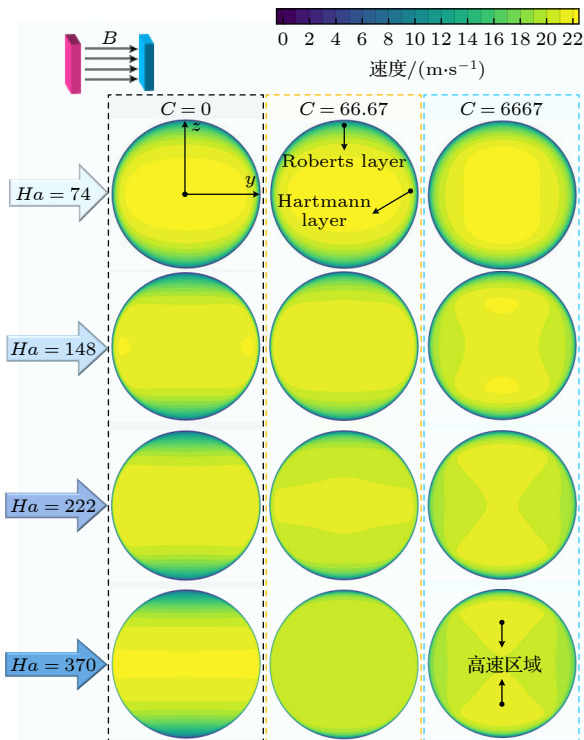 0 2 4 6 8 10 12 14 16 18 20 22
速度/(m·s⁻¹)
B
C = 0
C = 66.67
C = 6667
z
y
Roberts layer
Hartmann
layer
Ha = 74
Ha = 148
Ha = 222
Ha = 370
高速区域